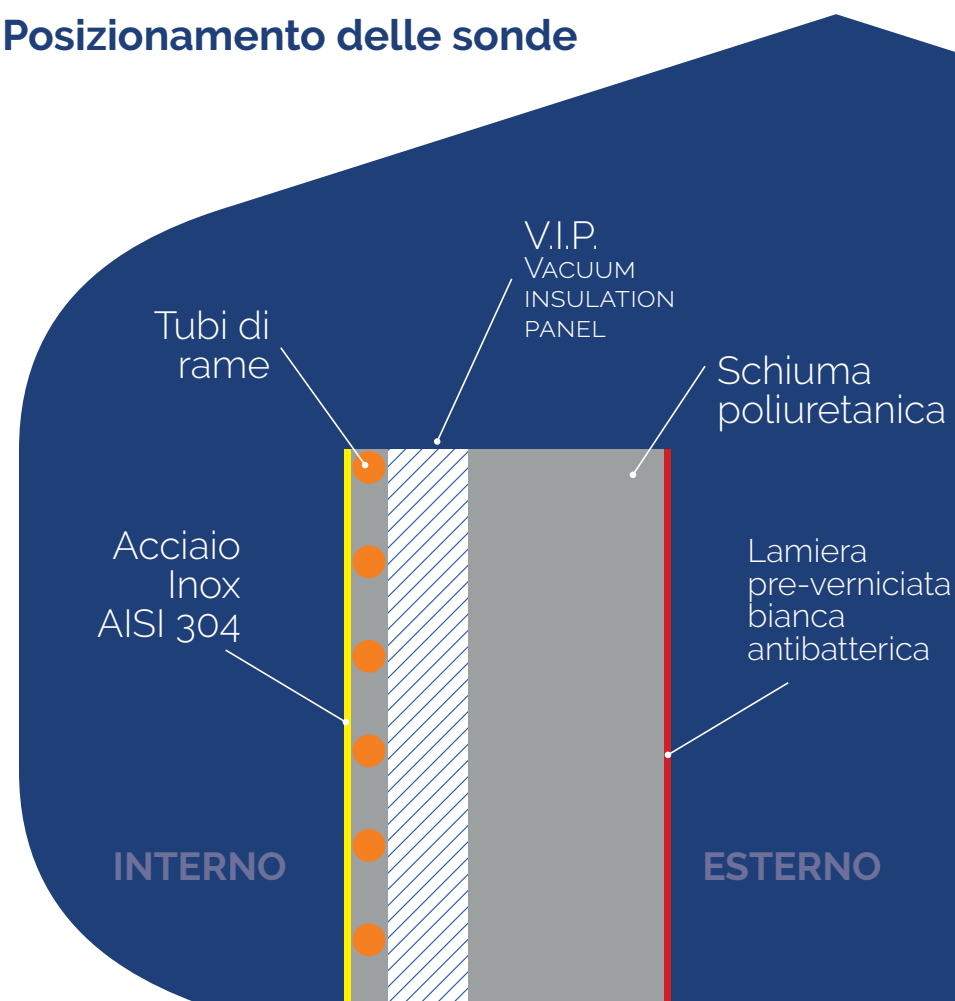 Posizionamento delle sonde
V.I.P.
VACUUM
INSULATION
PANEL
Tubi di
rame
Schiuma
poliuretanica
Acciaio
Inox
AISI 304
Lamiera
pre-verniciata
bianca
antibatterica
INTERNO
ESTERNO